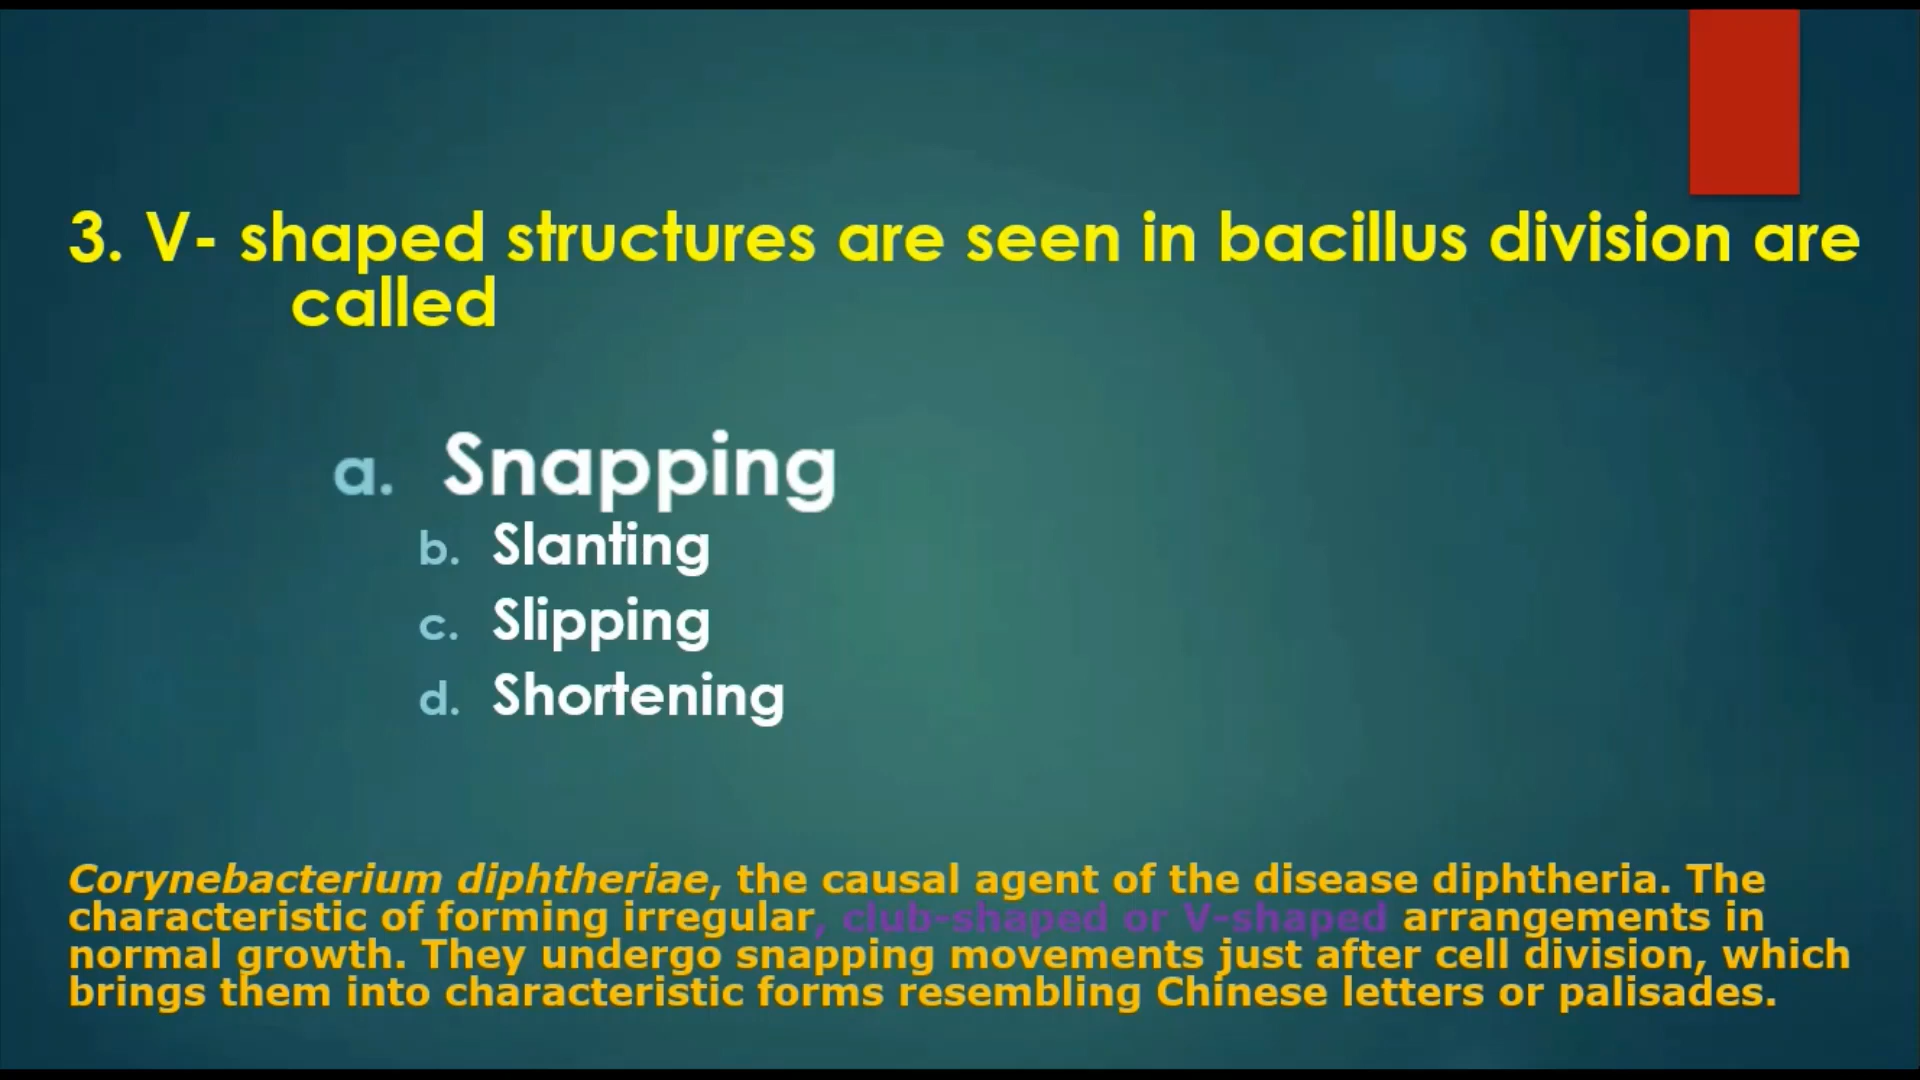 3. V- shaped structures are seen in bacillus division are
called
a. Snapping
b. Slanting
c. Slipping
d. Shortening
Corynebacterium diphtheriae, the causal agent of the disease diphtheria. The
characteristic of forming irregular, club-shaped or V-shaped arrangements in
normal growth. They undergo snapping movements just after cell division, which
brings them into characteristic forms resembling Chinese letters or palisades.